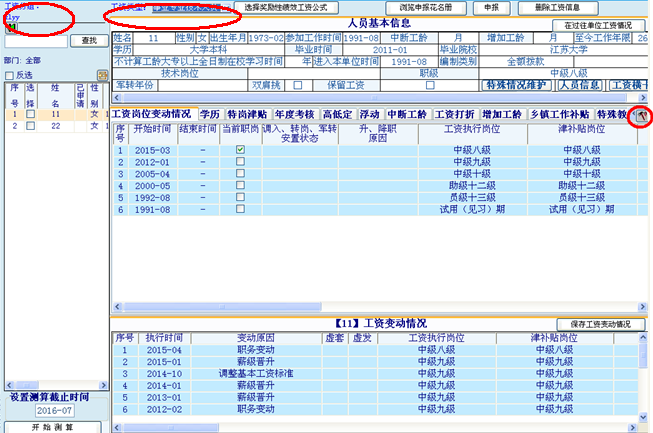 选择奖励性绩效工资公式 浏览申报花名册 申报 删除工资信息
11yy
人员基本信息 在过往单位工资情况
查找
部门: 全部
反选
序号 选择 姓名 已申请 性别
1 11 女 1
2 22 女 1
姓名 11 性别 女 出生年月 1973-02 参加工作时间 1991-08 中断工龄 月 增加工龄 月 至今工作年限 26
学历 大学本科 毕业时间 2011-01 毕业院校 江苏大学
不计算工龄大专以上全日制在校学习时间 年 进入本单位时间 1991-08 编制类别 全额拨款
技术岗位 职级 中级八级
军转年份 双肩挑 保留工资 特殊情况维护 人员信息 工资横卡
工资岗位变动情况 学历 特岗津贴 年度考核 高低定 浮动 中断工龄 工资打折 增加工龄 乡镇工作补贴 特殊教
序号 开始时间 结束时间 当前职岗 调入、转岗、军转安置状态 升、降职原因 工资执行岗位 津补贴岗位
1 2015-03 - 中级八级 中级八级
2 2012-01 - 中级九级 中级九级
3 2005-04 - 中级十级 中级十级
4 2000-05 - 助级十二级 助级十二级
5 1992-08 - 员级十三级 员级十三级
6 1991-08 - 试用（见习）期 试用（见习）期
【11】工资变动情况 保存工资变动情况
序号 执行时间 变动原因 虚套 虚发 工资执行岗位 津补贴岗位
1 2015-04 职务变动 中级八级 中级八级
2 2015-01 薪级晋升 中级九级 中级九级
3 2014-10 调整基本工资标准 中级九级 中级九级
4 2014-01 薪级晋升 中级九级 中级九级
5 2013-01 薪级晋升 中级九级 中级九级
6 2012-02 职务变动 中级九级 中级九级
设置测算截止时间
2016-07
开始测算